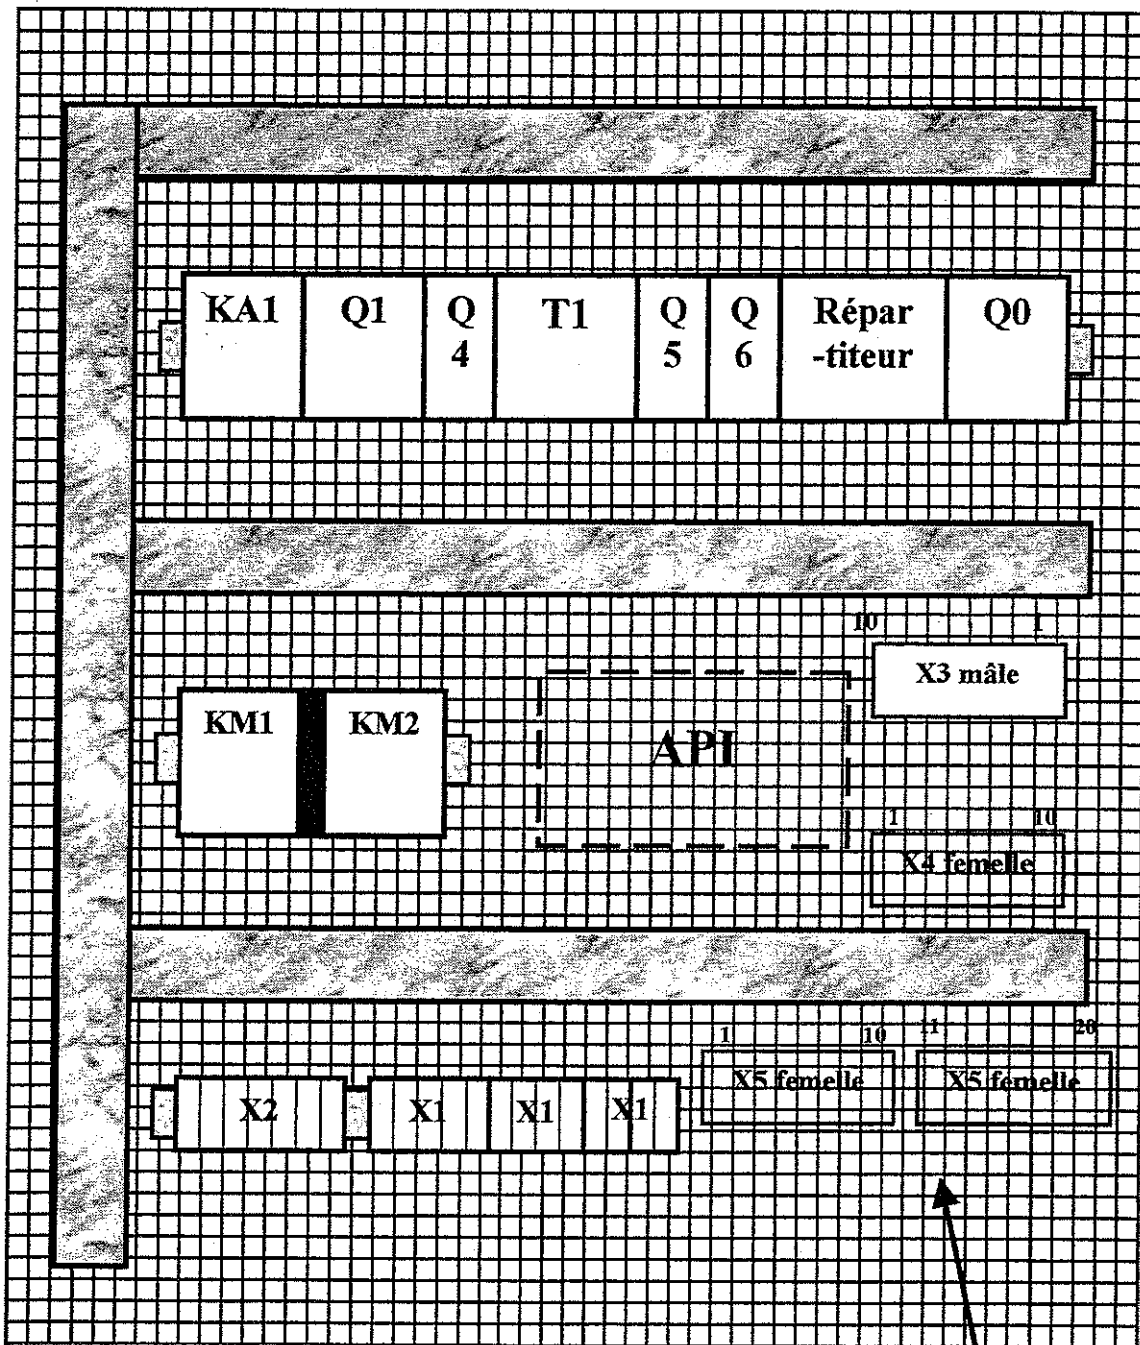 KA1 Q1 Q T1 Q Q Répar Q0
4 5 6 -titeur
10 1
X3 mâle
KM1 KM2
API
1 10
X4 femelle
1 10 11 20
X5 femelle X5 femelle
X2 X1 X1 X1